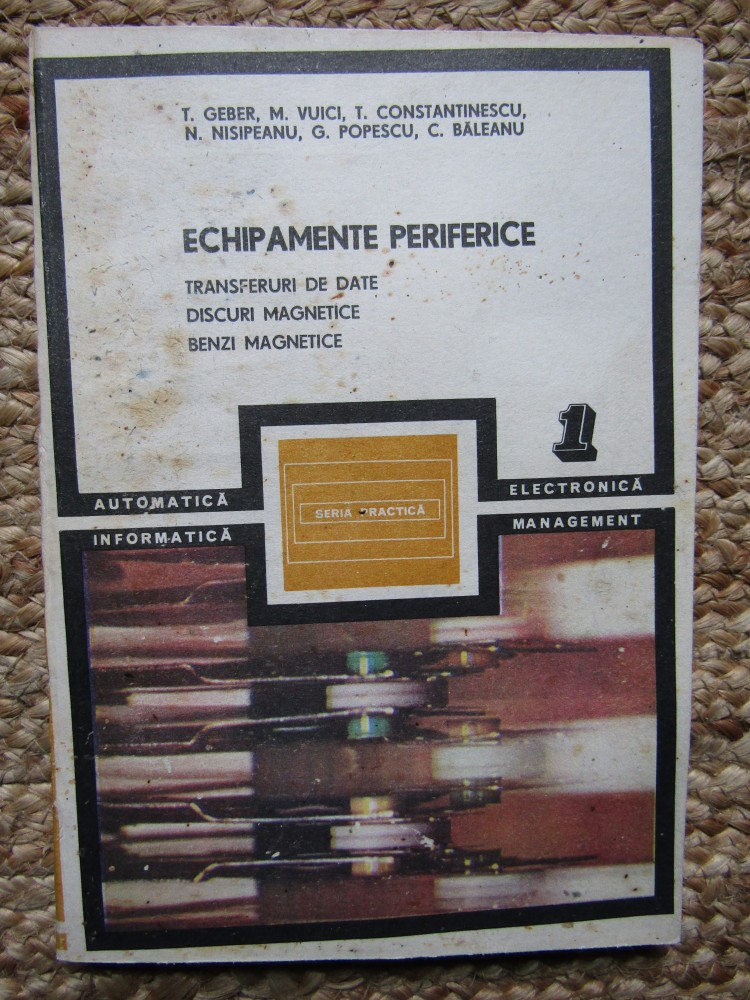 T. GEBER, M. VUICI, T. CONSTANTINESCU,
N. NISIPEANU, G. POPESCU, C. BĂLEANU
ECHIPAMENTE PERIFERICE
TRANSFERURI DE DATE
DISCURI MAGNETICE
BENZI MAGNETICE
1
AUTOMATICĂ
ELECTRONICĂ
SERIA PRACTICĂ
INFORMATICĂ
MANAGEMENT